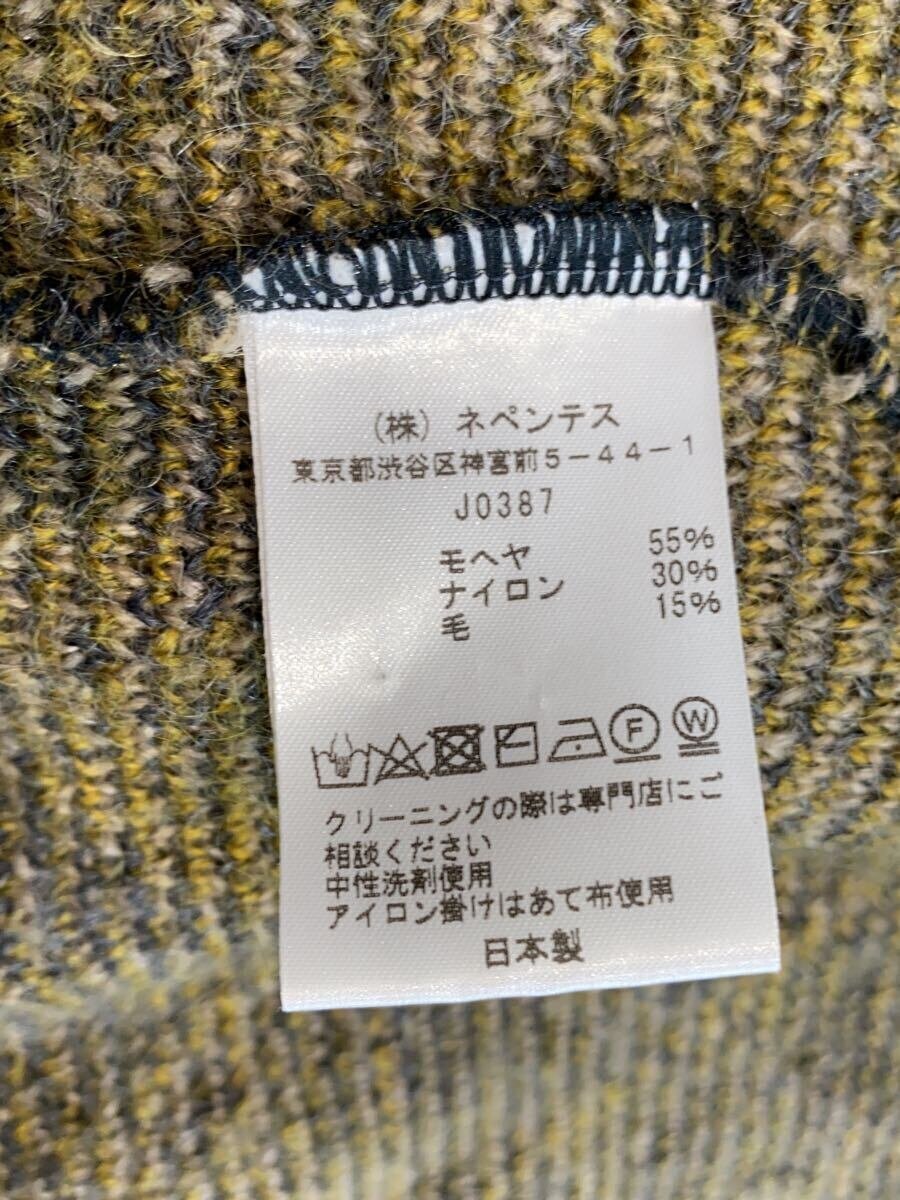 （株）ネペンテス
東京都渋谷区神宮前5－44－1
J0387
モヘヤ 55%
ナイロン 30%
毛 15%
F W
クリーニングの際は専門店にご
相談ください
中性洗剤使用
アイロン掛けはあて布使用
日本製